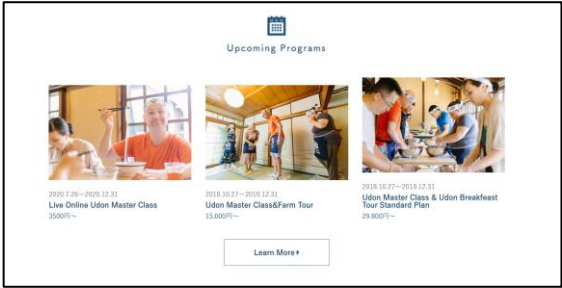 Upcoming Programs
2020.7.26～2020.12.31
Live Online Udon Master Class
3500円～
2018.10.27～2019.12.31
Udon Master Class&Farm Tour
15,000円～
2018.10.27～2019.12.31
Udon Master Class & Udon Breakfeast
Tour Standard Plan
29,800円～
Learn More